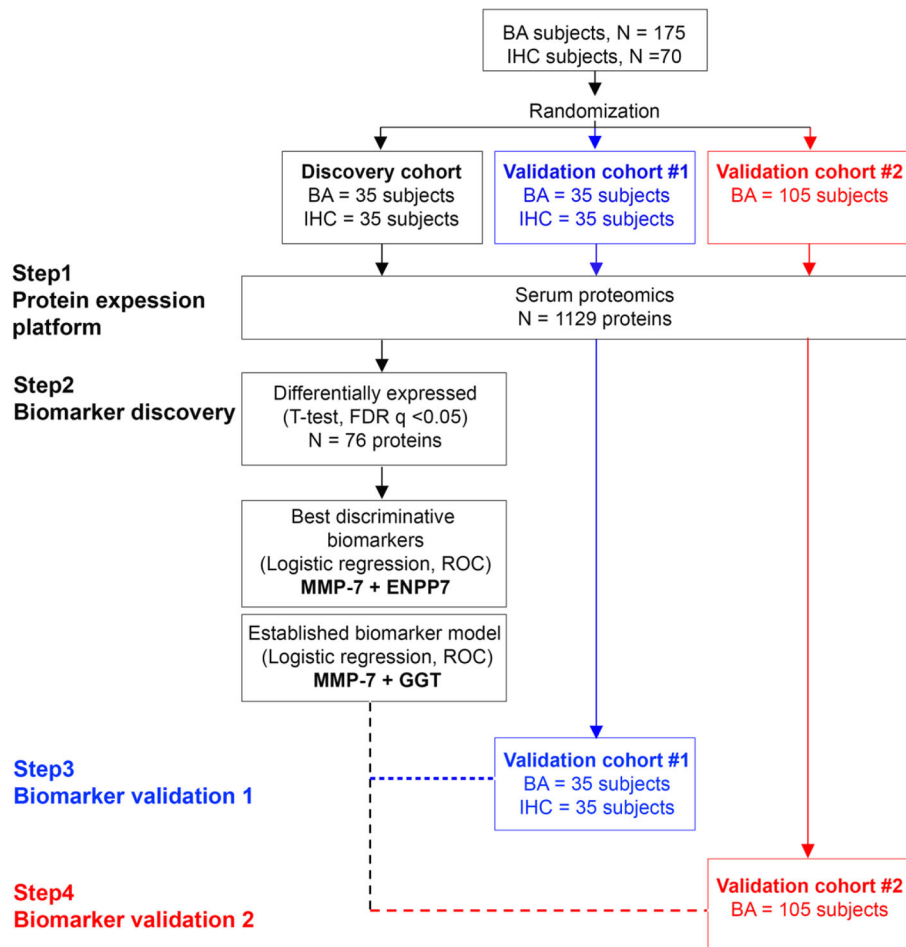 BA subjects, N = 175
IHC subjects, N =70
Randomization
Discovery cohort
BA = 35 subjects
IHC = 35 subjects
Validation cohort #1
BA = 35 subjects
IHC = 35 subjects
Validation cohort #2
BA = 105 subjects
Step1
Protein expession
platform
Serum proteomics
N = 1129 proteins
Step2
Biomarker discovery
Differentially expressed
(T-test, FDR q <0.05)
N = 76 proteins
Best discriminative
biomarkers
(Logistic regression, ROC)
MMP-7 + ENPP7
Established biomarker model
(Logistic regression, ROC)
MMP-7 + GGT
Step3
Biomarker validation 1
Validation cohort #1
BA = 35 subjects
IHC = 35 subjects
Step4
Biomarker validation 2
Validation cohort #2
BA = 105 subjects